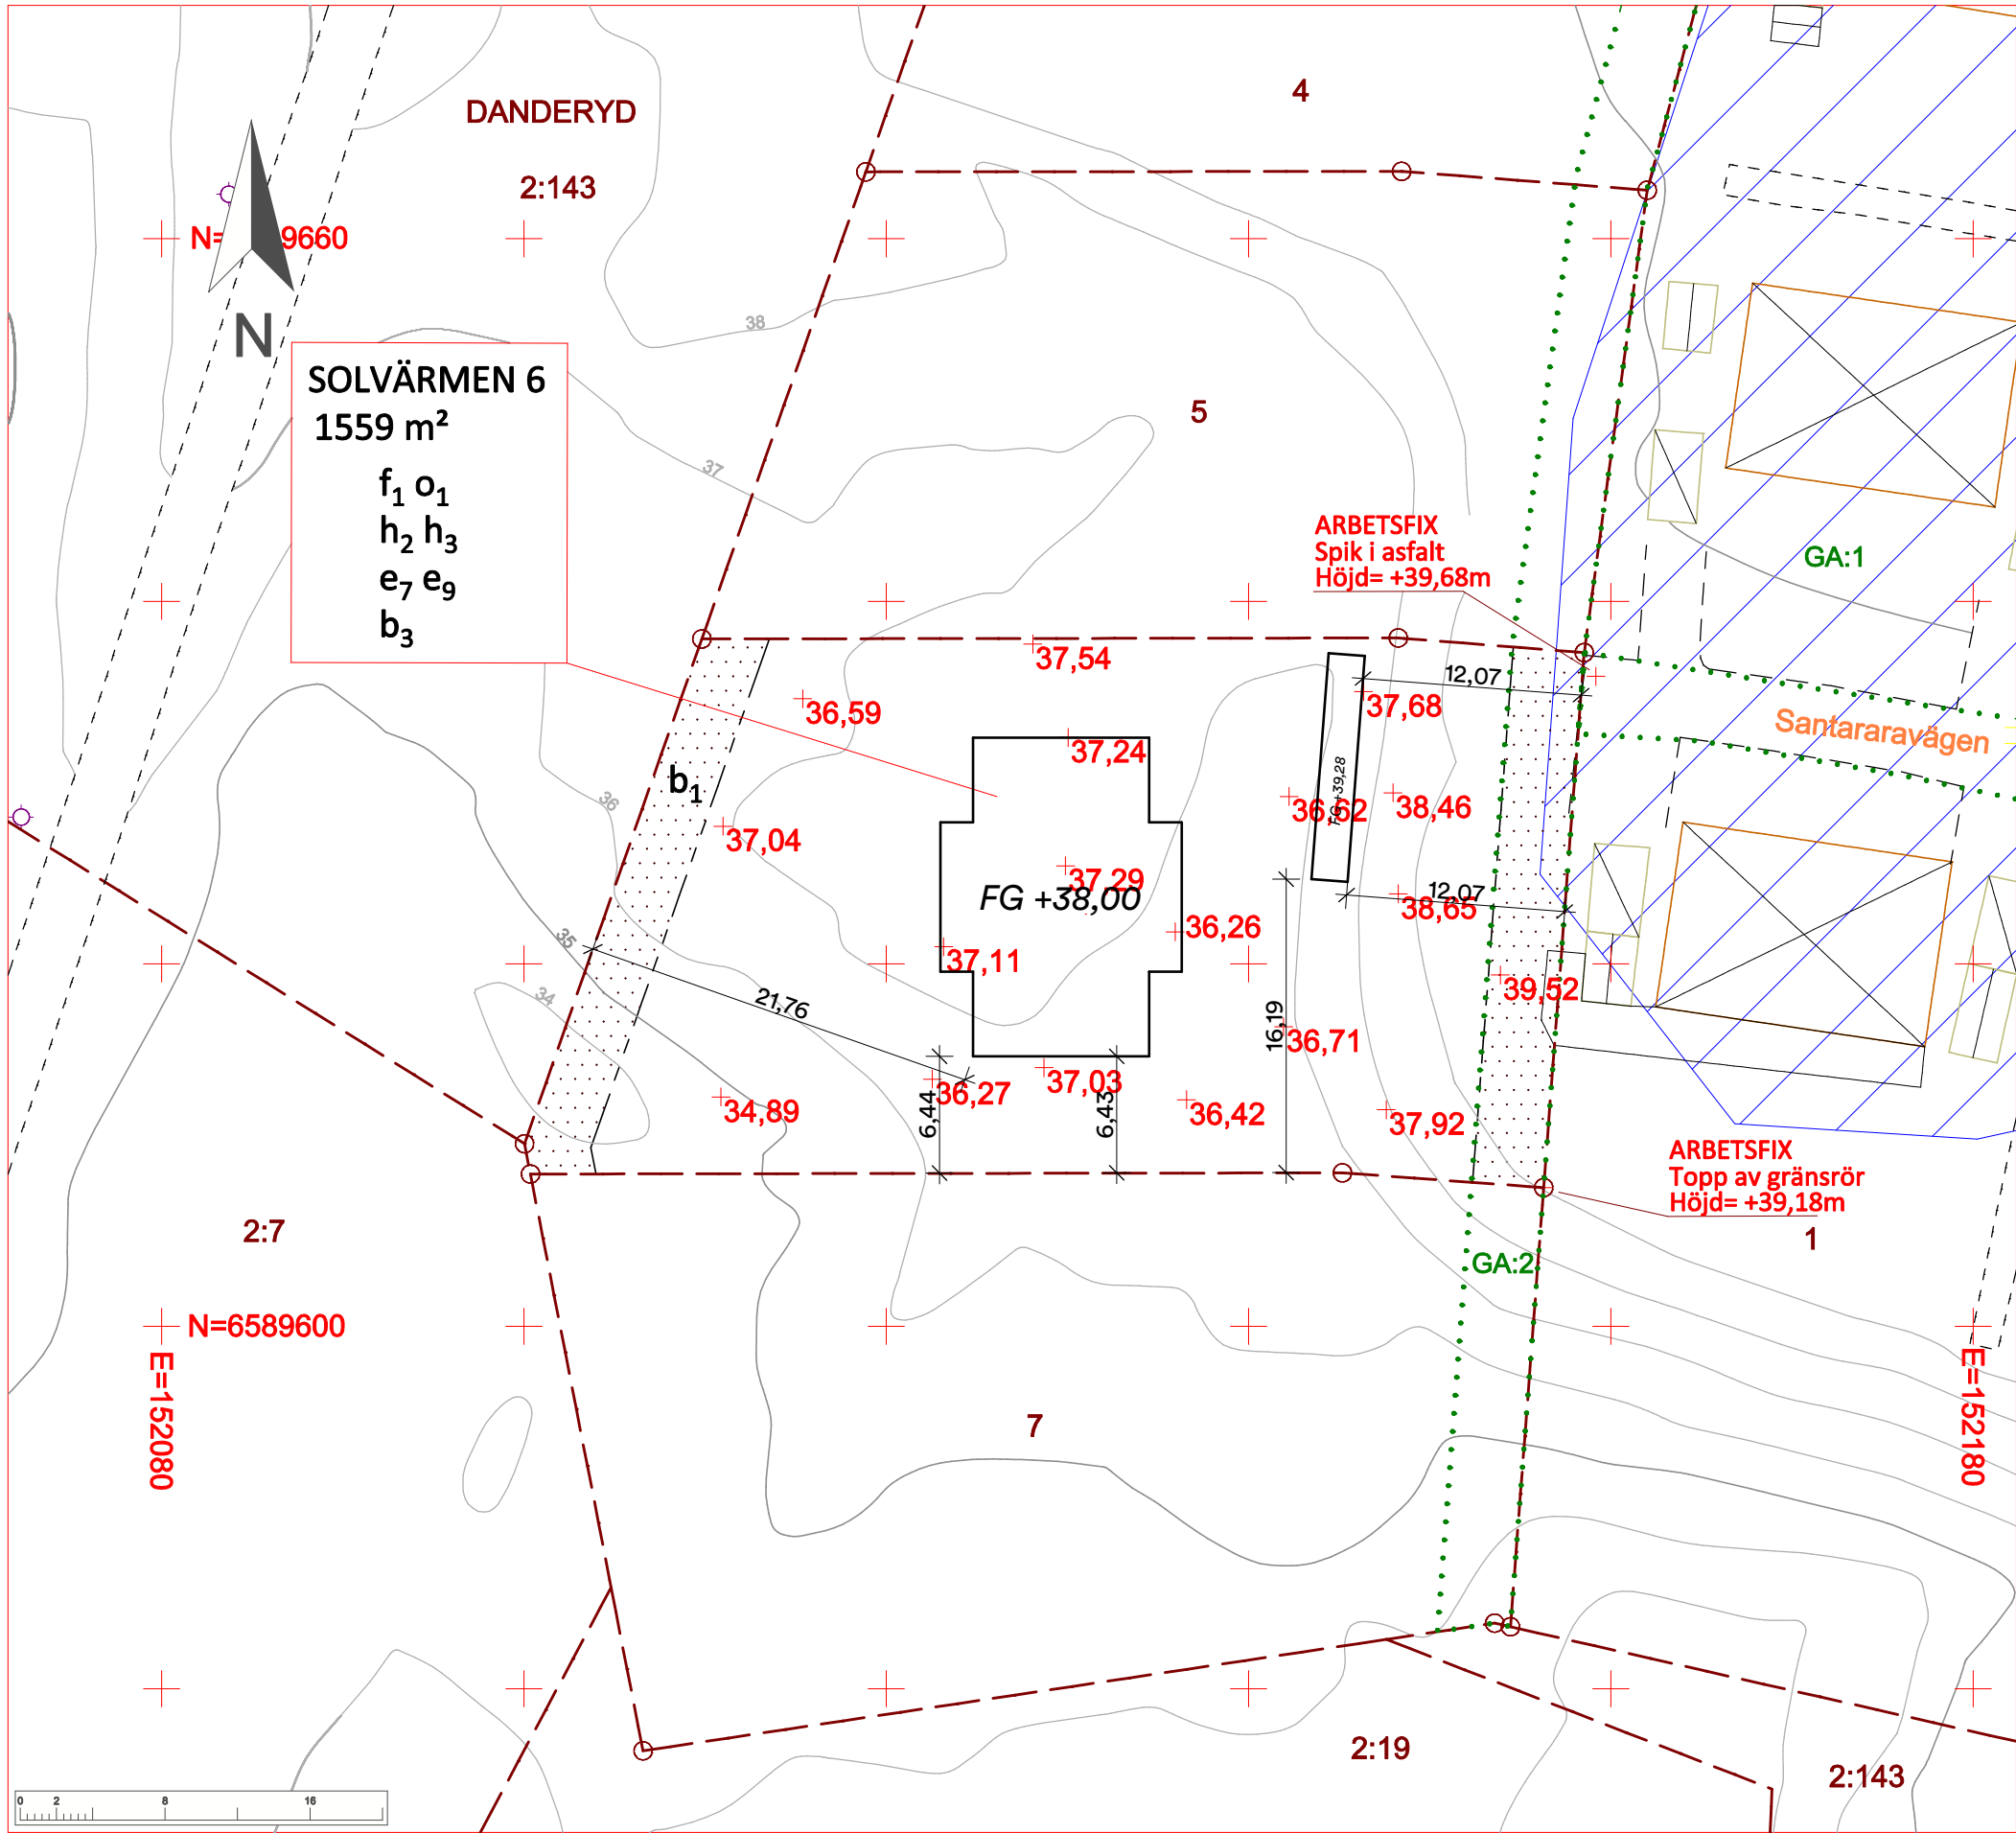 DANDERYD
4
2:143
N=
9660
N
38
SOLVÄRMEN 6
1559 m²
f₁ o₁
h₂ h₃
e₇ e₉
b₃
5
37
ARBETSFIX
Spik i asfalt
Höjd= +39,68m
GA:1
37,54
12,07
36,59
37,68
Santararavägen
37,24
b₁
36
FG +39,28
36,62
38,46
37,04
37,29
FG +38,00
12,07
38,65
36,26
35
37,11
39,52
34
21,76
16,19
36,71
37,03
36,27
34,89
6,44
6,43
36,42
37,92
ARBETSFIX
Topp av gränsrör
Höjd= +39,18m
2:7
1
GA:2
N=6589600
E=152080
E=152180
7
2:19
2:143
0 2 8 16